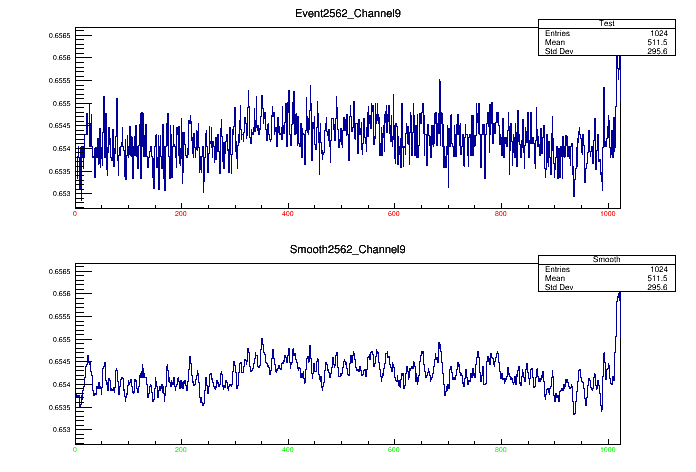 Event2562_Channel9
Test
Entries 1024
Mean 511.5
Std Dev 295.6
0.6565
0.656
0.6555
0.655
0.6545
0.654
0.6535
0.653
0 200 400 600 800 1000
Smooth2562_Channel9
Smooth
Entries 1024
Mean 511.5
Std Dev 295.6
0.6565
0.656
0.6555
0.655
0.6545
0.654
0.6535
0.653
0 200 400 600 800 1000